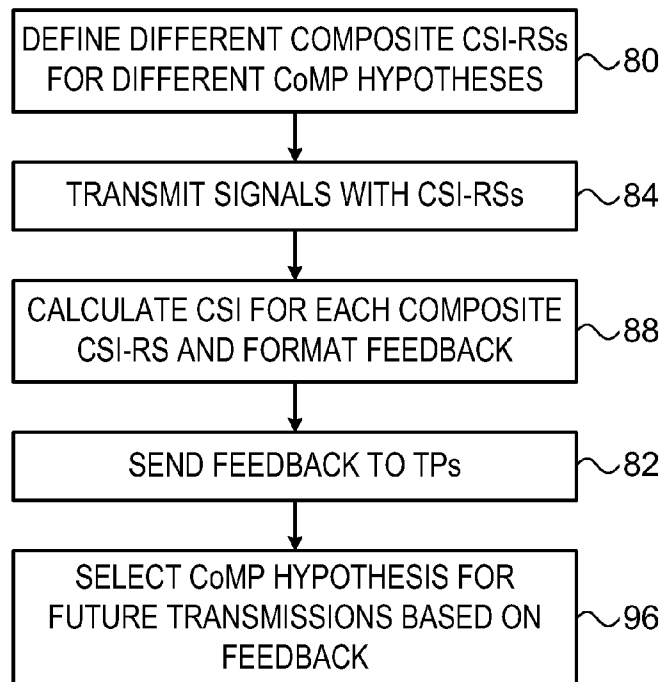 DEFINE DIFFERENT COMPOSITE CSI-RSs
FOR DIFFERENT CoMP HYPOTHESES
80
TRANSMIT SIGNALS WITH CSI-RSs
84
CALCULATE CSI FOR EACH COMPOSITE
CSI-RS AND FORMAT FEEDBACK
88
SEND FEEDBACK TO TPs
82
SELECT CoMP HYPOTHESIS FOR
FUTURE TRANSMISSIONS BASED ON
FEEDBACK
96